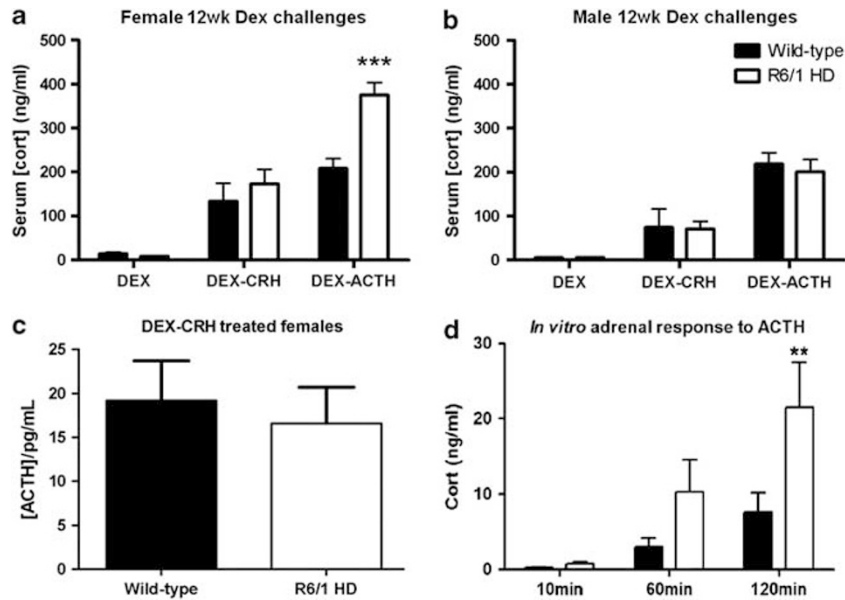 a
Female 12wk Dex challenges
Serum [cort] (ng/ml)
500
400
300
200
100
0
***
DEX
DEX-CRH
DEX-ACTH
b
Male 12wk Dex challenges
Serum [cort] (ng/ml)
500
400
300
200
100
0
Wild-type
R6/1 HD
DEX
DEX-CRH
DEX-ACTH
c
DEX-CRH treated females
[ACTH]/pg/mL
25
20
15
10
5
0
Wild-type
R6/1 HD
d
In vitro adrenal response to ACTH
Cort (ng/ml)
30
20
10
0
**
10min
60min
120min